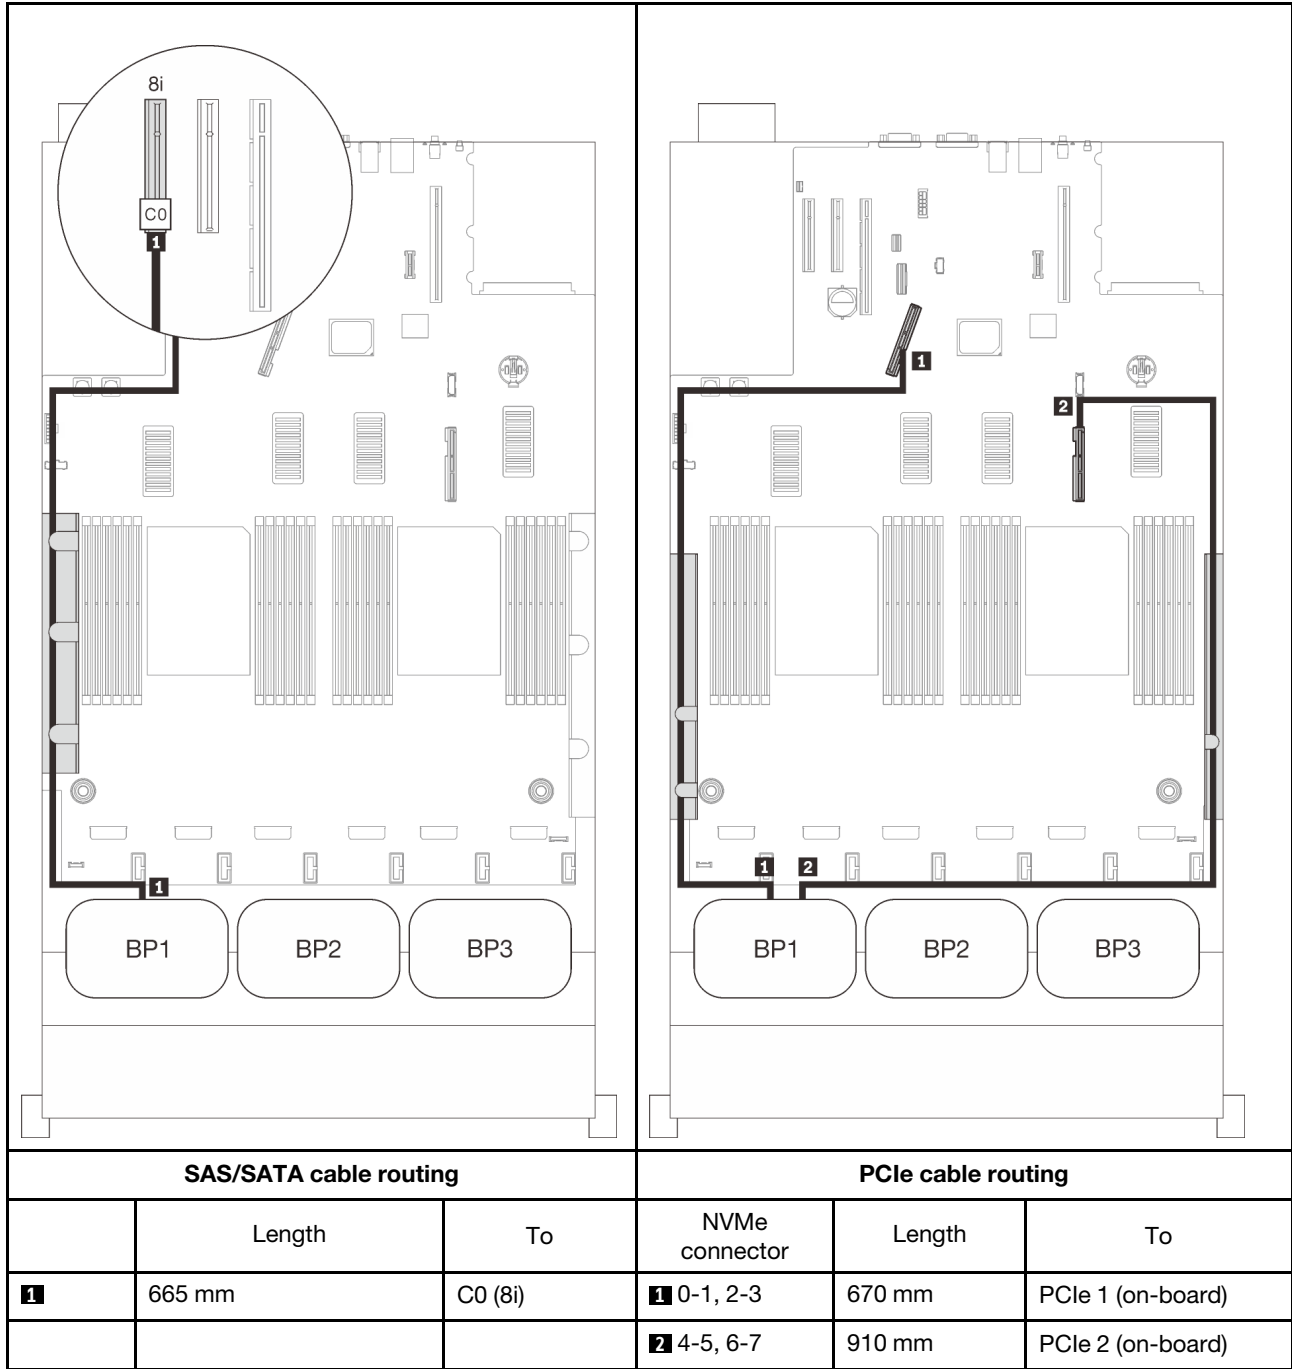 8i
C0
1
1
BP1
BP2
BP3
1
2
1
2
BP1
BP2
BP3
SAS/SATA cable routing
PCIe cable routing
Length
To
NVMe
connector
Length
To
1
665 mm
C0 (8i)
1 0-1, 2-3
670 mm
PCIe 1 (on-board)
2 4-5, 6-7
910 mm
PCIe 2 (on-board)